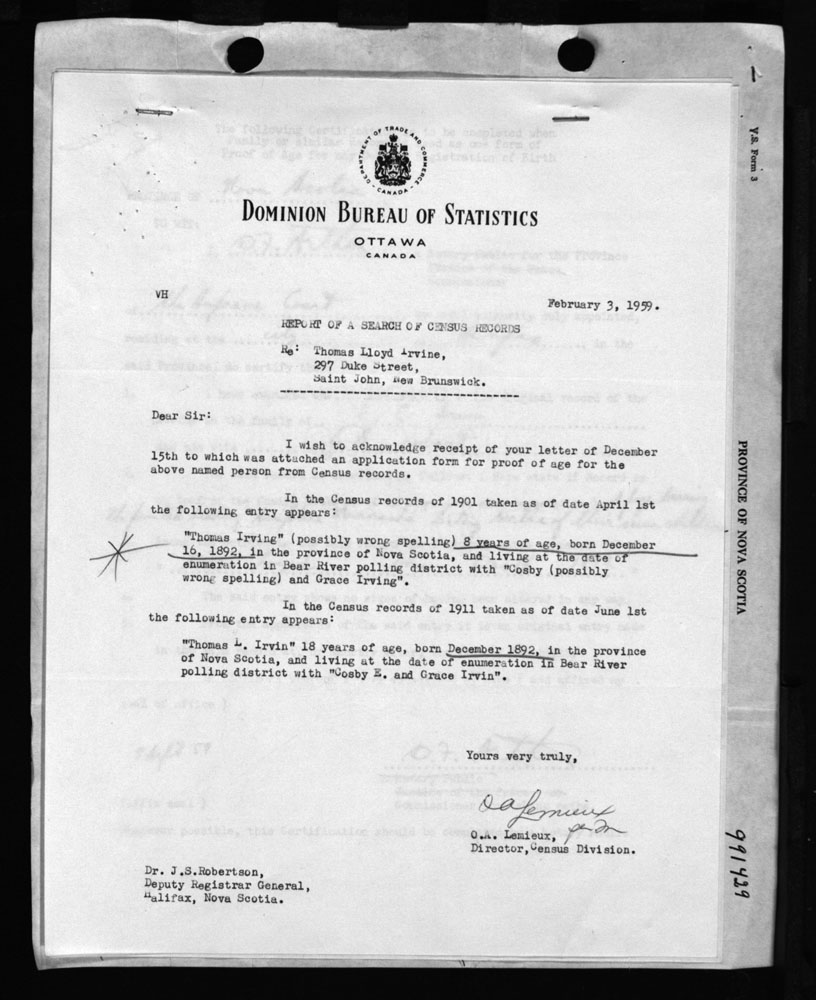 DEPARTMENT OF TRADE AND COMMERCE
CANADA
DOMINION BUREAU OF STATISTICS
OTTAWA
CANADA
VH
February 3, 1959.
REPORT OF A SEARCH OF CENSUS RECORDS
Re: Thomas Lloyd Irvine,
297 Duke Street,
Saint John, New Brunswick.
Dear Sir:
I wish to acknowledge receipt of your letter of December
15th to which was attached an application form for proof of age for the
above named person from Census records.
In the Census records of 1901 taken as of date April 1st
the following entry appears:
"Thomas Irving" (possibly wrong spelling) 8 years of age, born December
16, 1892, in the province of Nova Scotia, and living at the date of
enumeration in Bear River polling district with "Cosby (possibly
wrong spelling) and Grace Irving".
In the Census records of 1911 taken as of date June 1st
the following entry appears:
"Thomas L. Irvin" 18 years of age, born December 1892, in the province
of Nova Scotia, and living at the date of enumeration in Bear River
polling district with "Cosby E. and Grace Irvin".
Yours very truly,
O A Lemieux
O.A. Lemieux,
Director, Census Division.
Dr. J.S.Robertson,
Deputy Registrar General,
Halifax, Nova Scotia.
V.S. Form 3
PROVINCE OF NOVA SCOTIA
991429